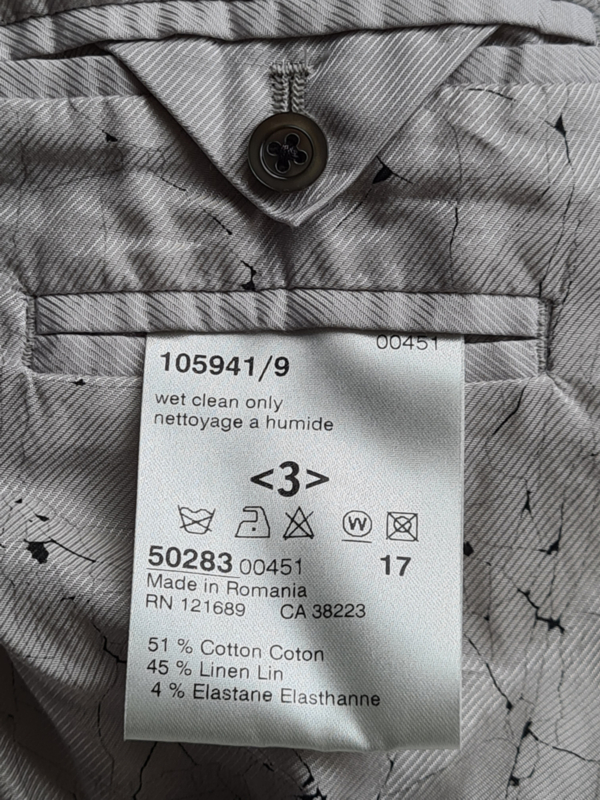 00451
105941/9
wet clean only
nettoyage a humide
<3>
W
50283 00451 17
Made in Romania
RN 121689 CA 38223
51 % Cotton Coton
45 % Linen Lin
4 % Elastane Elasthanne